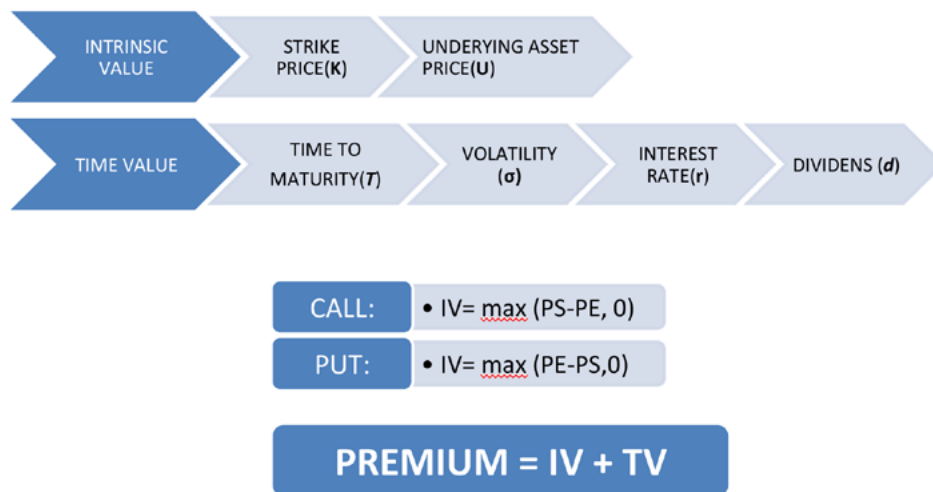 INTRINSIC
VALUE
STRIKE
PRICE(K)
UNDERYING ASSET
PRICE(U)
TIME VALUE
TIME TO
MATURITY(T)
VOLATILITY
(σ)
INTEREST
RATE(r)
DIVIDENS (d)
CALL:
• IV= max (PS-PE, 0)
PUT:
• IV= max (PE-PS,0)
PREMIUM = IV + TV